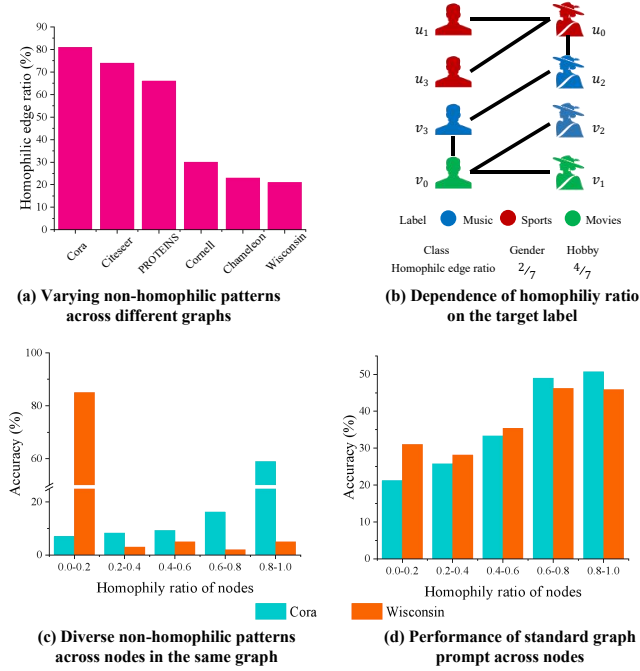 90
80
70
60
50
40
30
20
10
0
Homophilic edge ratio (%)
Cora
Citeseer
PROTEINS
Cornell
Chameleon
Wisconsin
(a) Varying non-homophilic patterns
across different graphs
u1 u0
u3 u2
v3 v2
v0 v1
Label Music Sports Movies
Class Gender Hobby
Homophilic edge ratio 2/7 4/7
(b) Dependence of homophiliy ratio
on the target label
100
80
60
20
0
Accuracy (%)
0.0-0.2 0.2-0.4 0.4-0.6 0.6-0.8 0.8-1.0
Homophily ratio of nodes
50
40
30
20
10
0
Accuracy (%)
0.0-0.2 0.2-0.4 0.4-0.6 0.6-0.8 0.8-1.0
Homophily ratio of nodes
Cora Wisconsin
(c) Diverse non-homophilic patterns
across nodes in the same graph
(d) Performance of standard graph
prompt across nodes